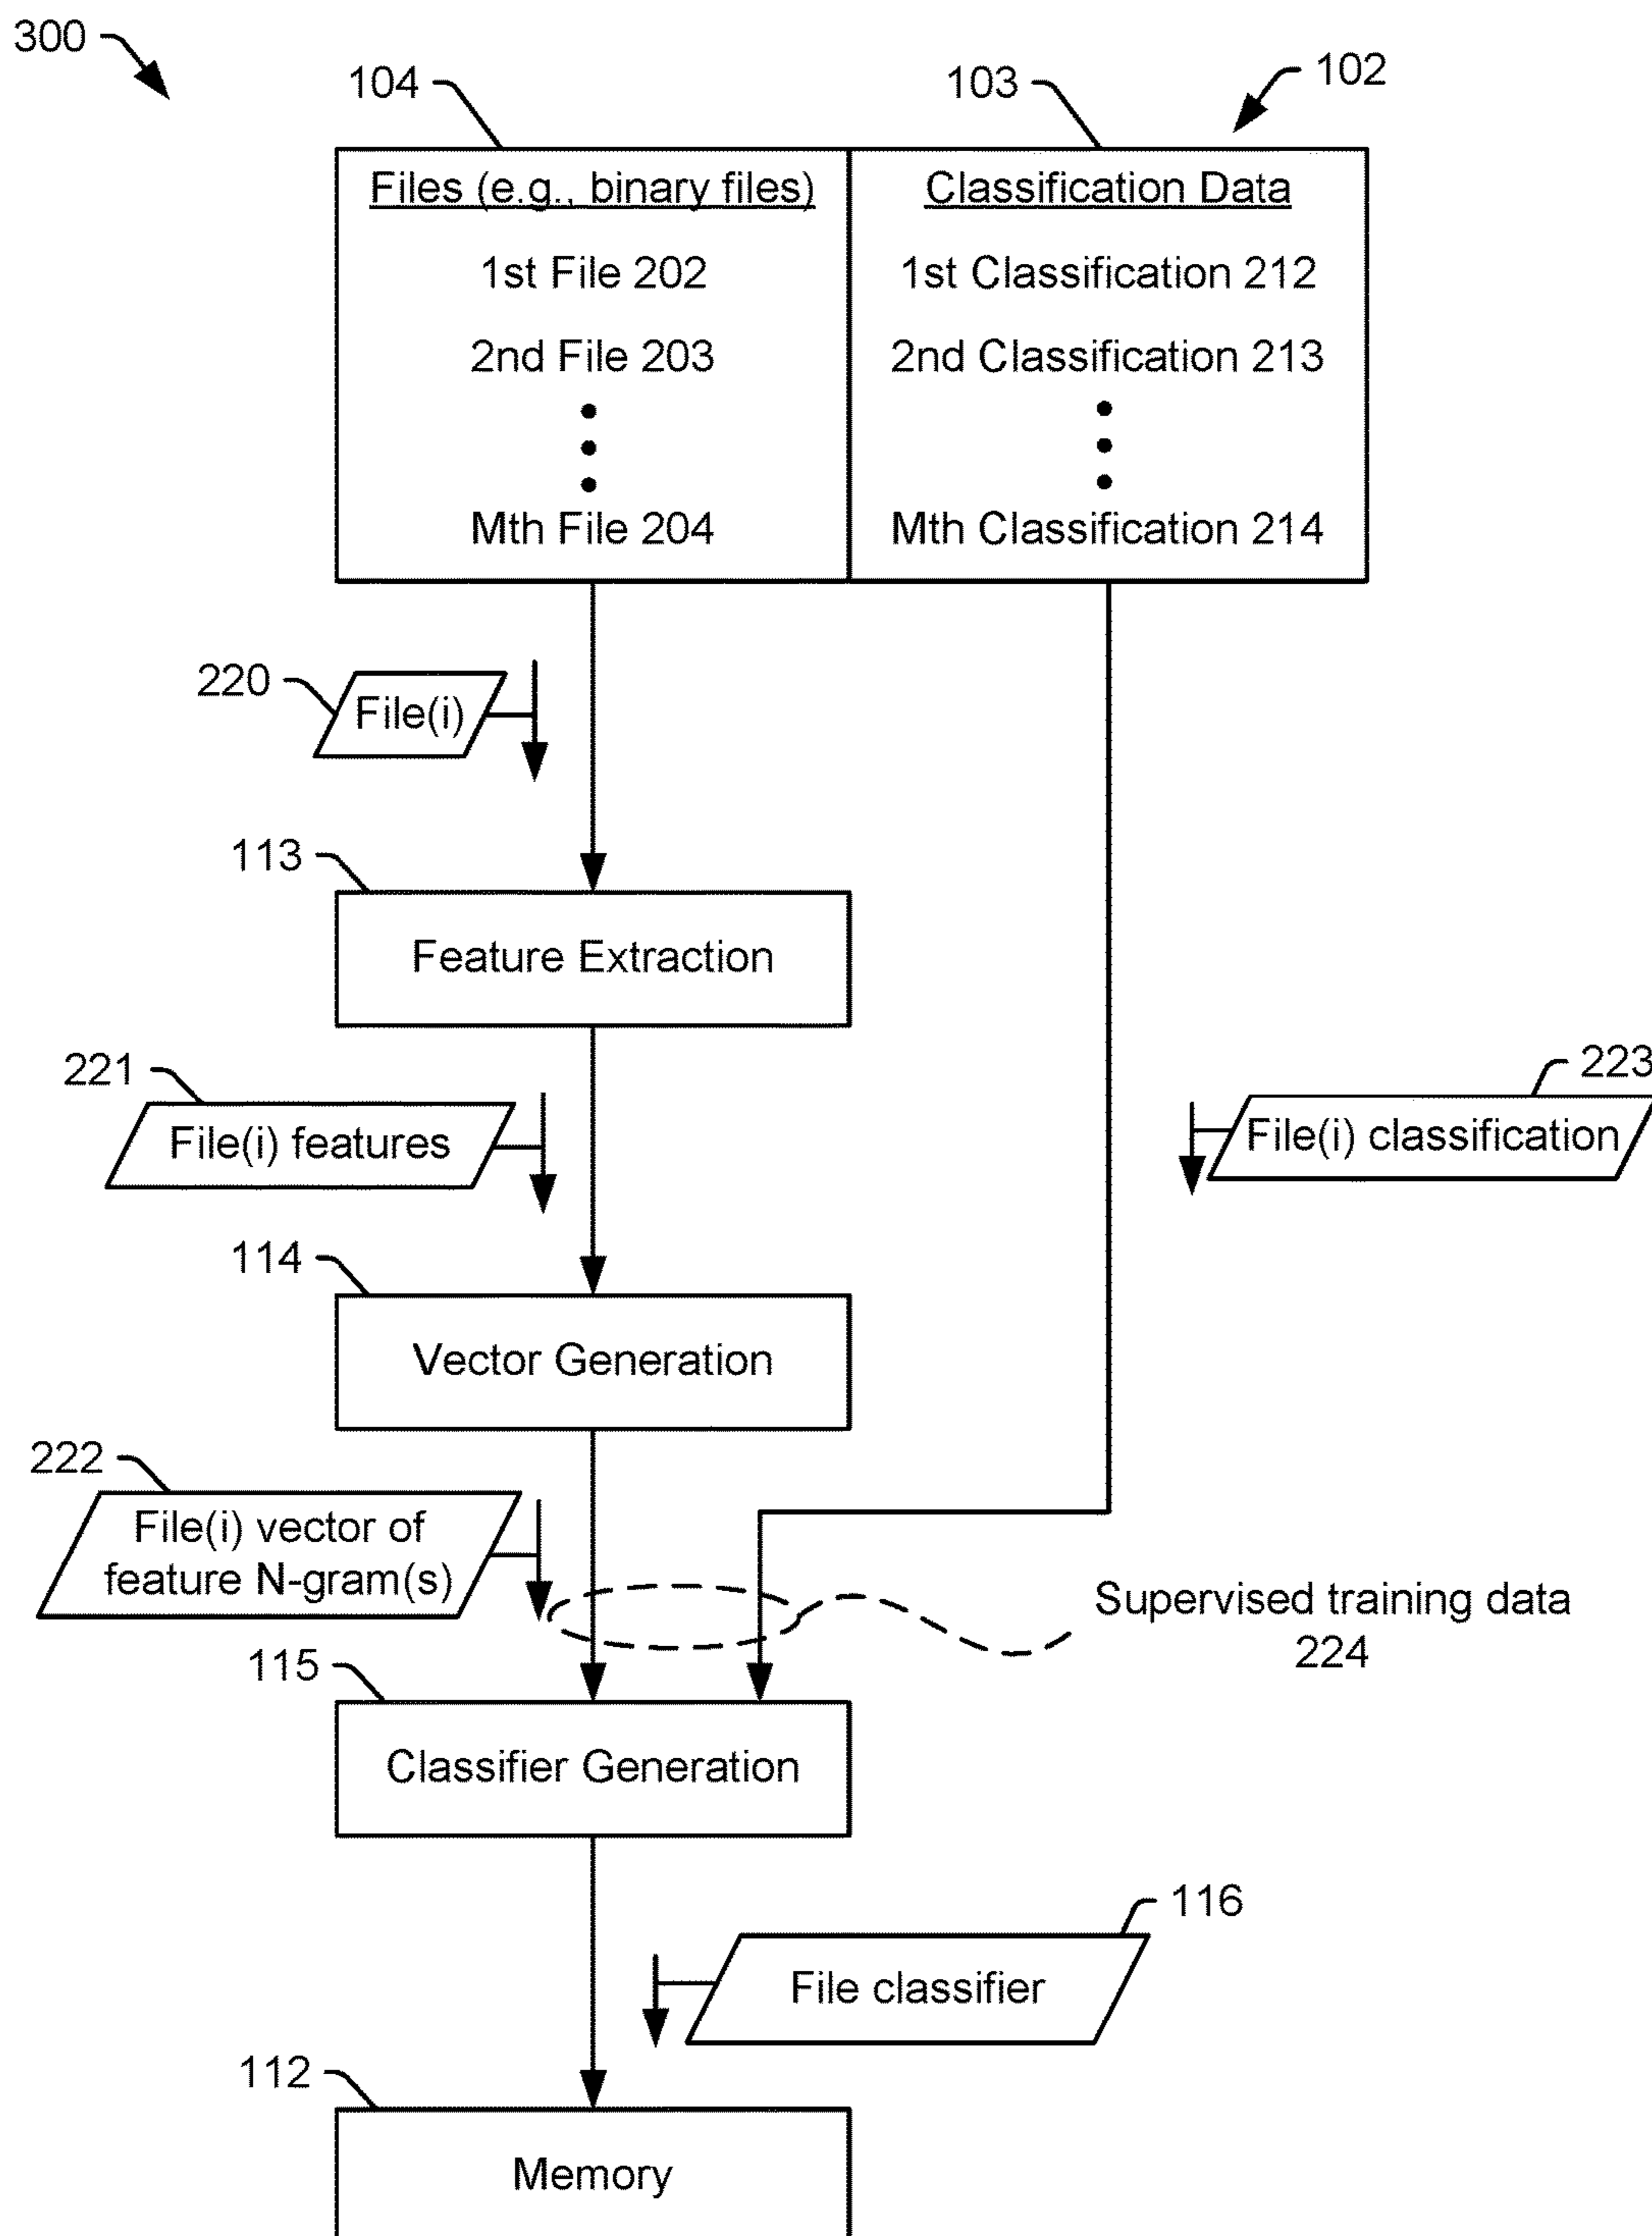 300
104
103
102
Files (e.g., binary files)
Classification Data
1st File 202
1st Classification 212
2nd File 203
2nd Classification 213
Mth File 204
Mth Classification 214
220
File(i)
113
Feature Extraction
221
File(i) features
223
File(i) classification
114
Vector Generation
222
File(i) vector of
feature N-gram(s)
Supervised training data
224
115
Classifier Generation
116
File classifier
112
Memory